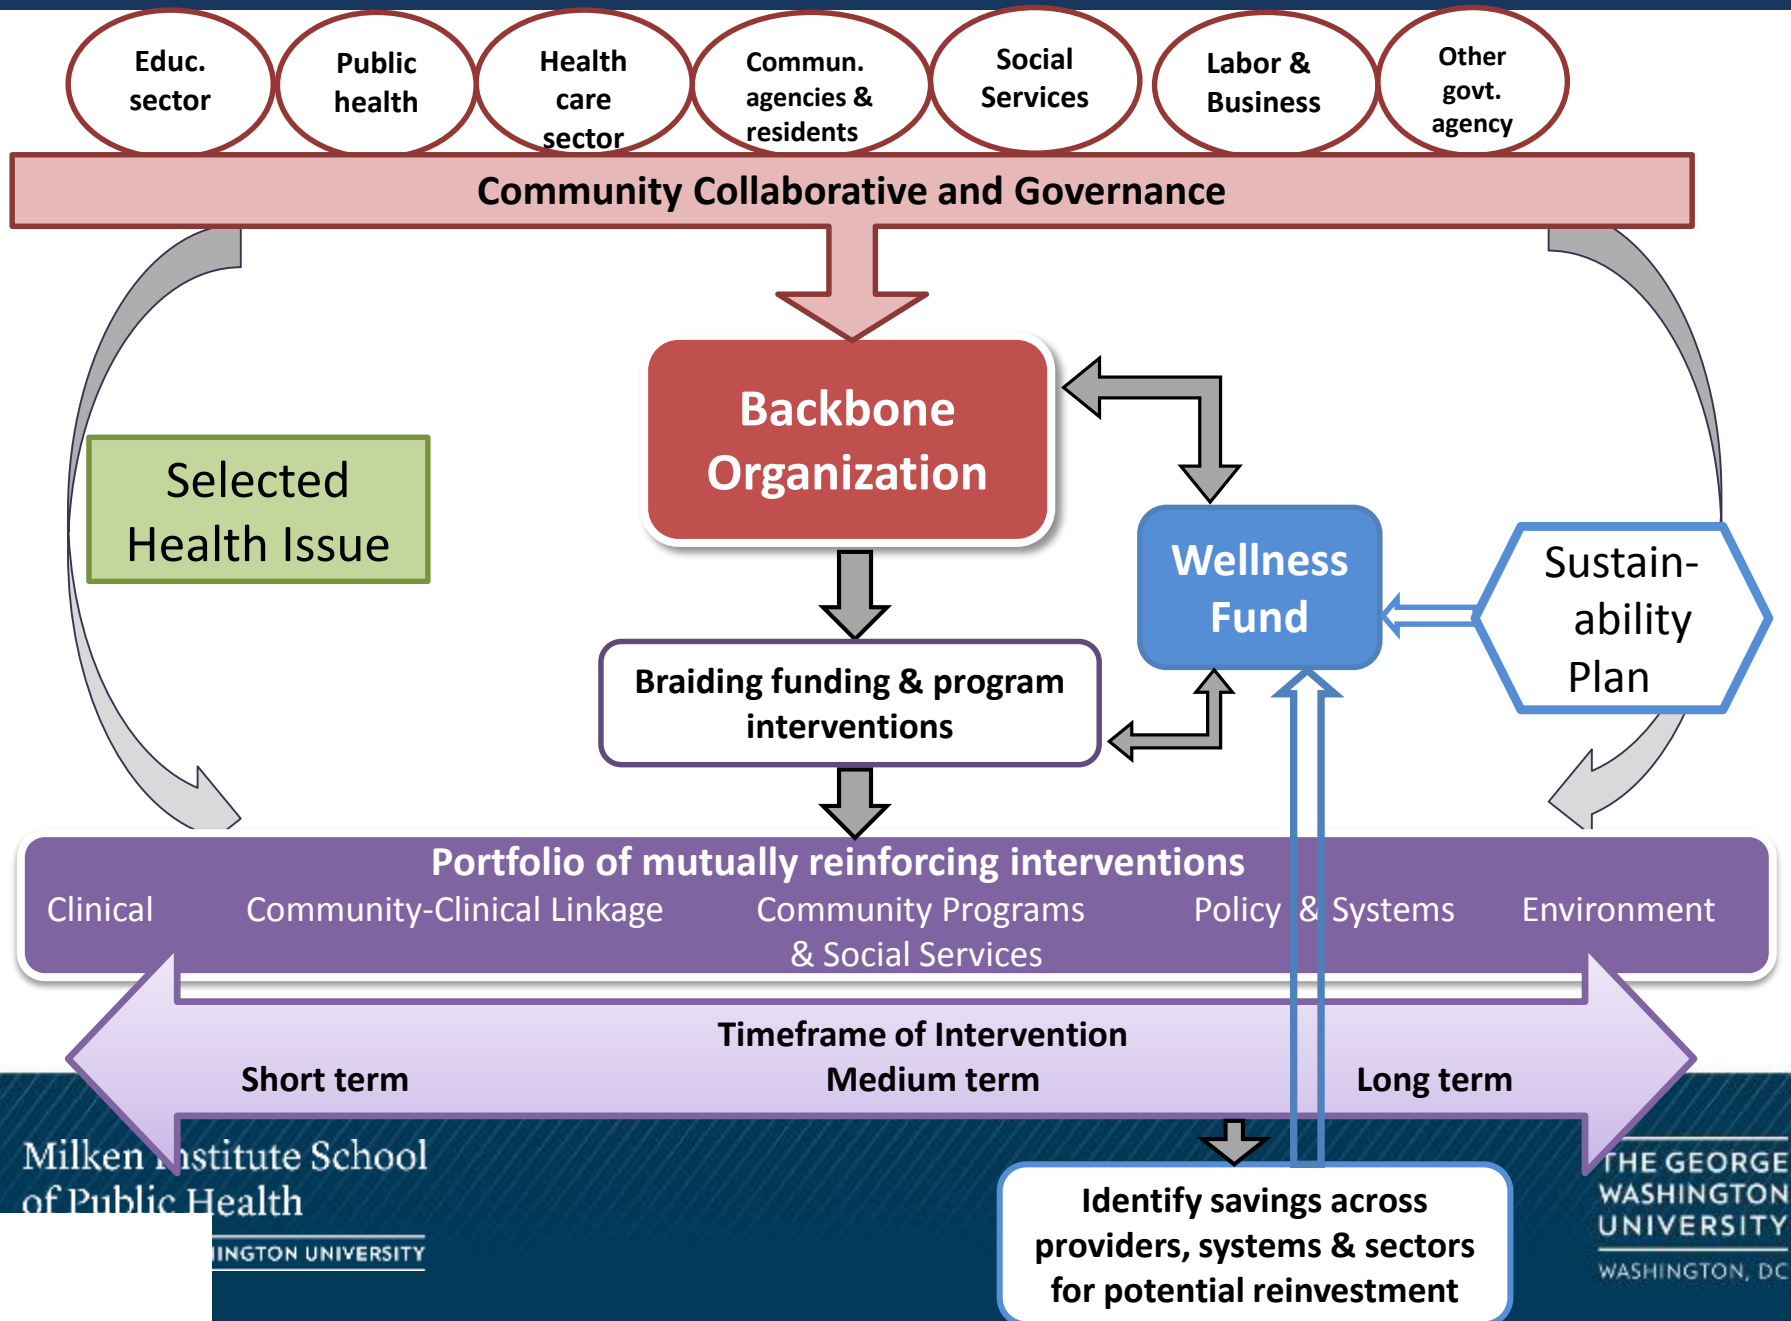 Educ.
sector
Public
health
Health
care
sector
Commun.
agencies &
residents
Social
Services
Labor &
Business
Other
govt.
agency
Community Collaborative and Governance
Backbone
Organization
Selected
Health Issue
Wellness
Fund
Sustain-
ability
Plan
Braiding funding & program
interventions
Portfolio of mutually reinforcing interventions
Clinical
Community-Clinical Linkage
Community Programs
& Social Services
Policy & Systems
Environment
Timeframe of Intervention
Short term
Medium term
Long term
Milken Institute School
of Public Health
INGTON UNIVERSITY
Identify savings across
providers, systems & sectors
for potential reinvestment
THE GEORGE
WASHINGTON
UNIVERSITY
WASHINGTON, DC